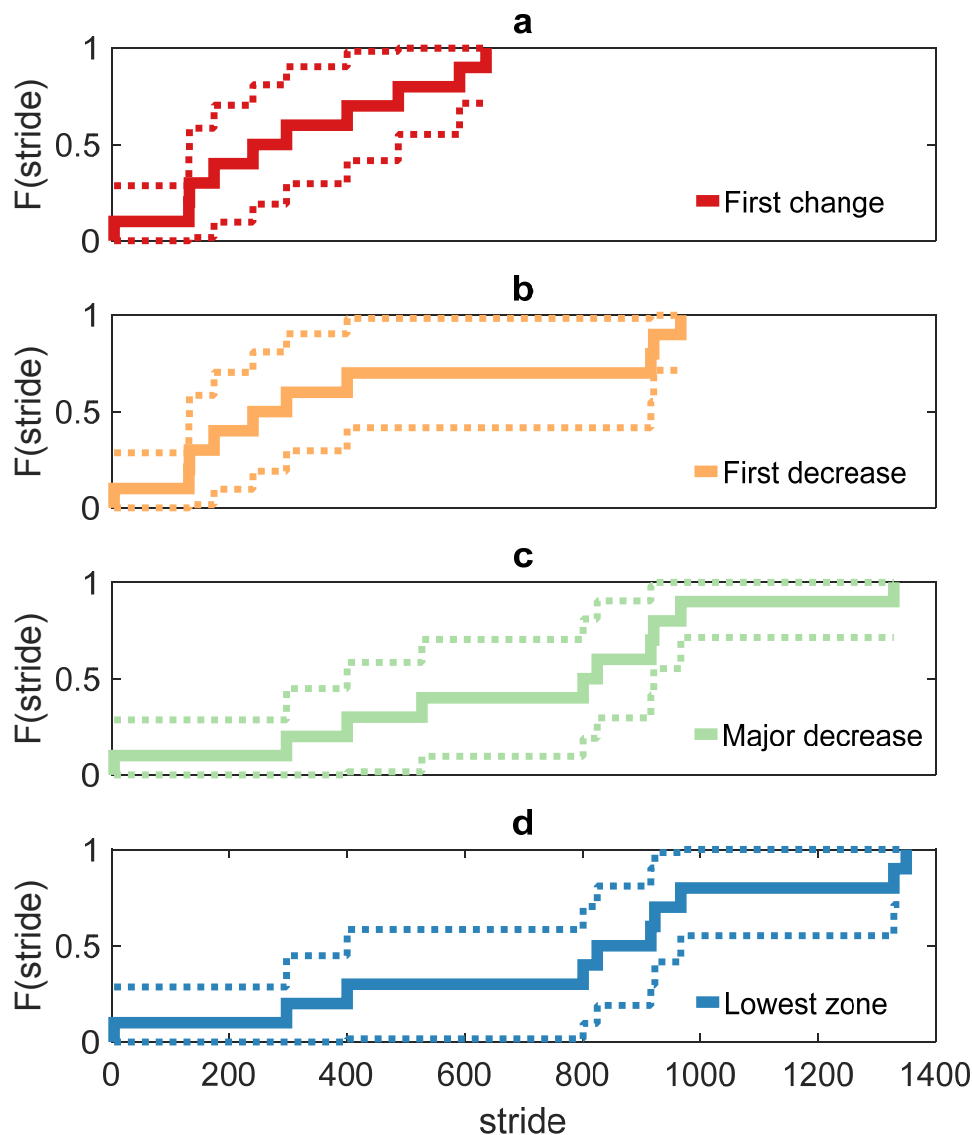 a
1
0.5
0
F(stride)
First change
b
1
0.5
0
F(stride)
First decrease
c
1
0.5
0
F(stride)
Major decrease
d
1
0.5
0
F(stride)
Lowest zone
0 200 400 600 800 1000 1200 1400
stride